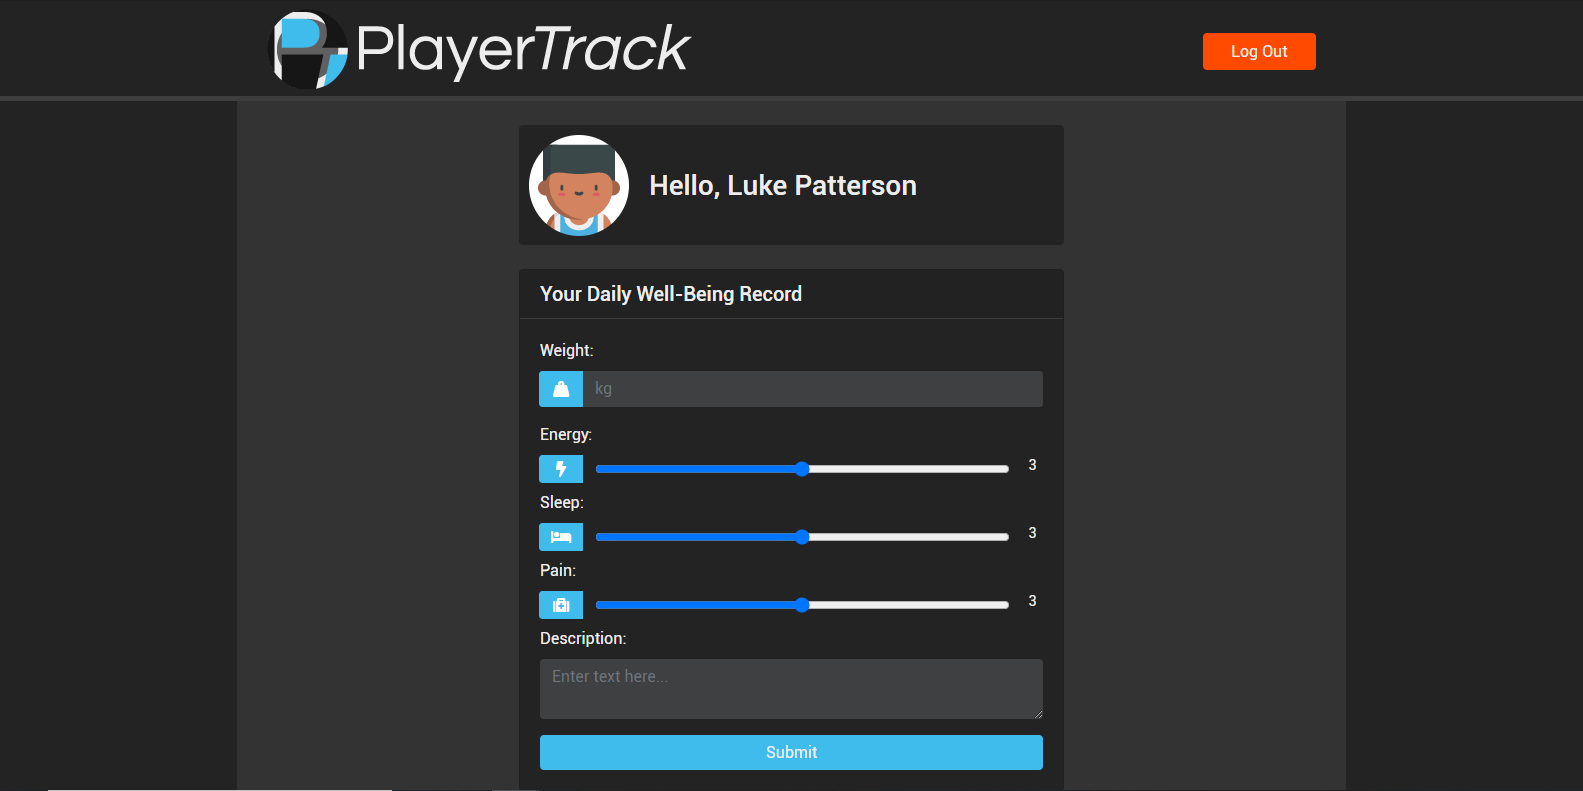 PlayerTrack
Log Out
Hello, Luke Patterson
Your Daily Well-Being Record
Weight:
kg
Energy:
3
Sleep:
3
Pain:
3
Description:
Enter text here...
Submit